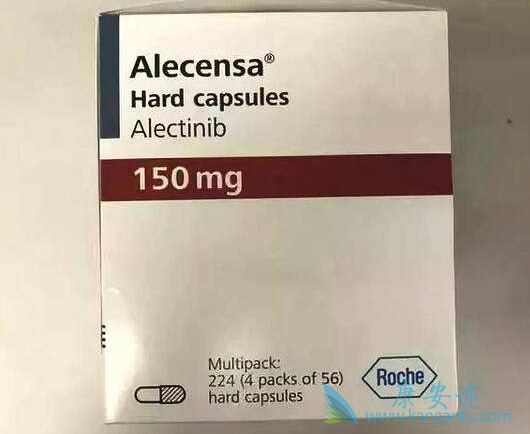 Alecensa®
Hard capsules
Alectinib
150 mg
Multipack:
224 (4 packs of 56)
hard capsules
Roche
康安途
www.kangantu.com